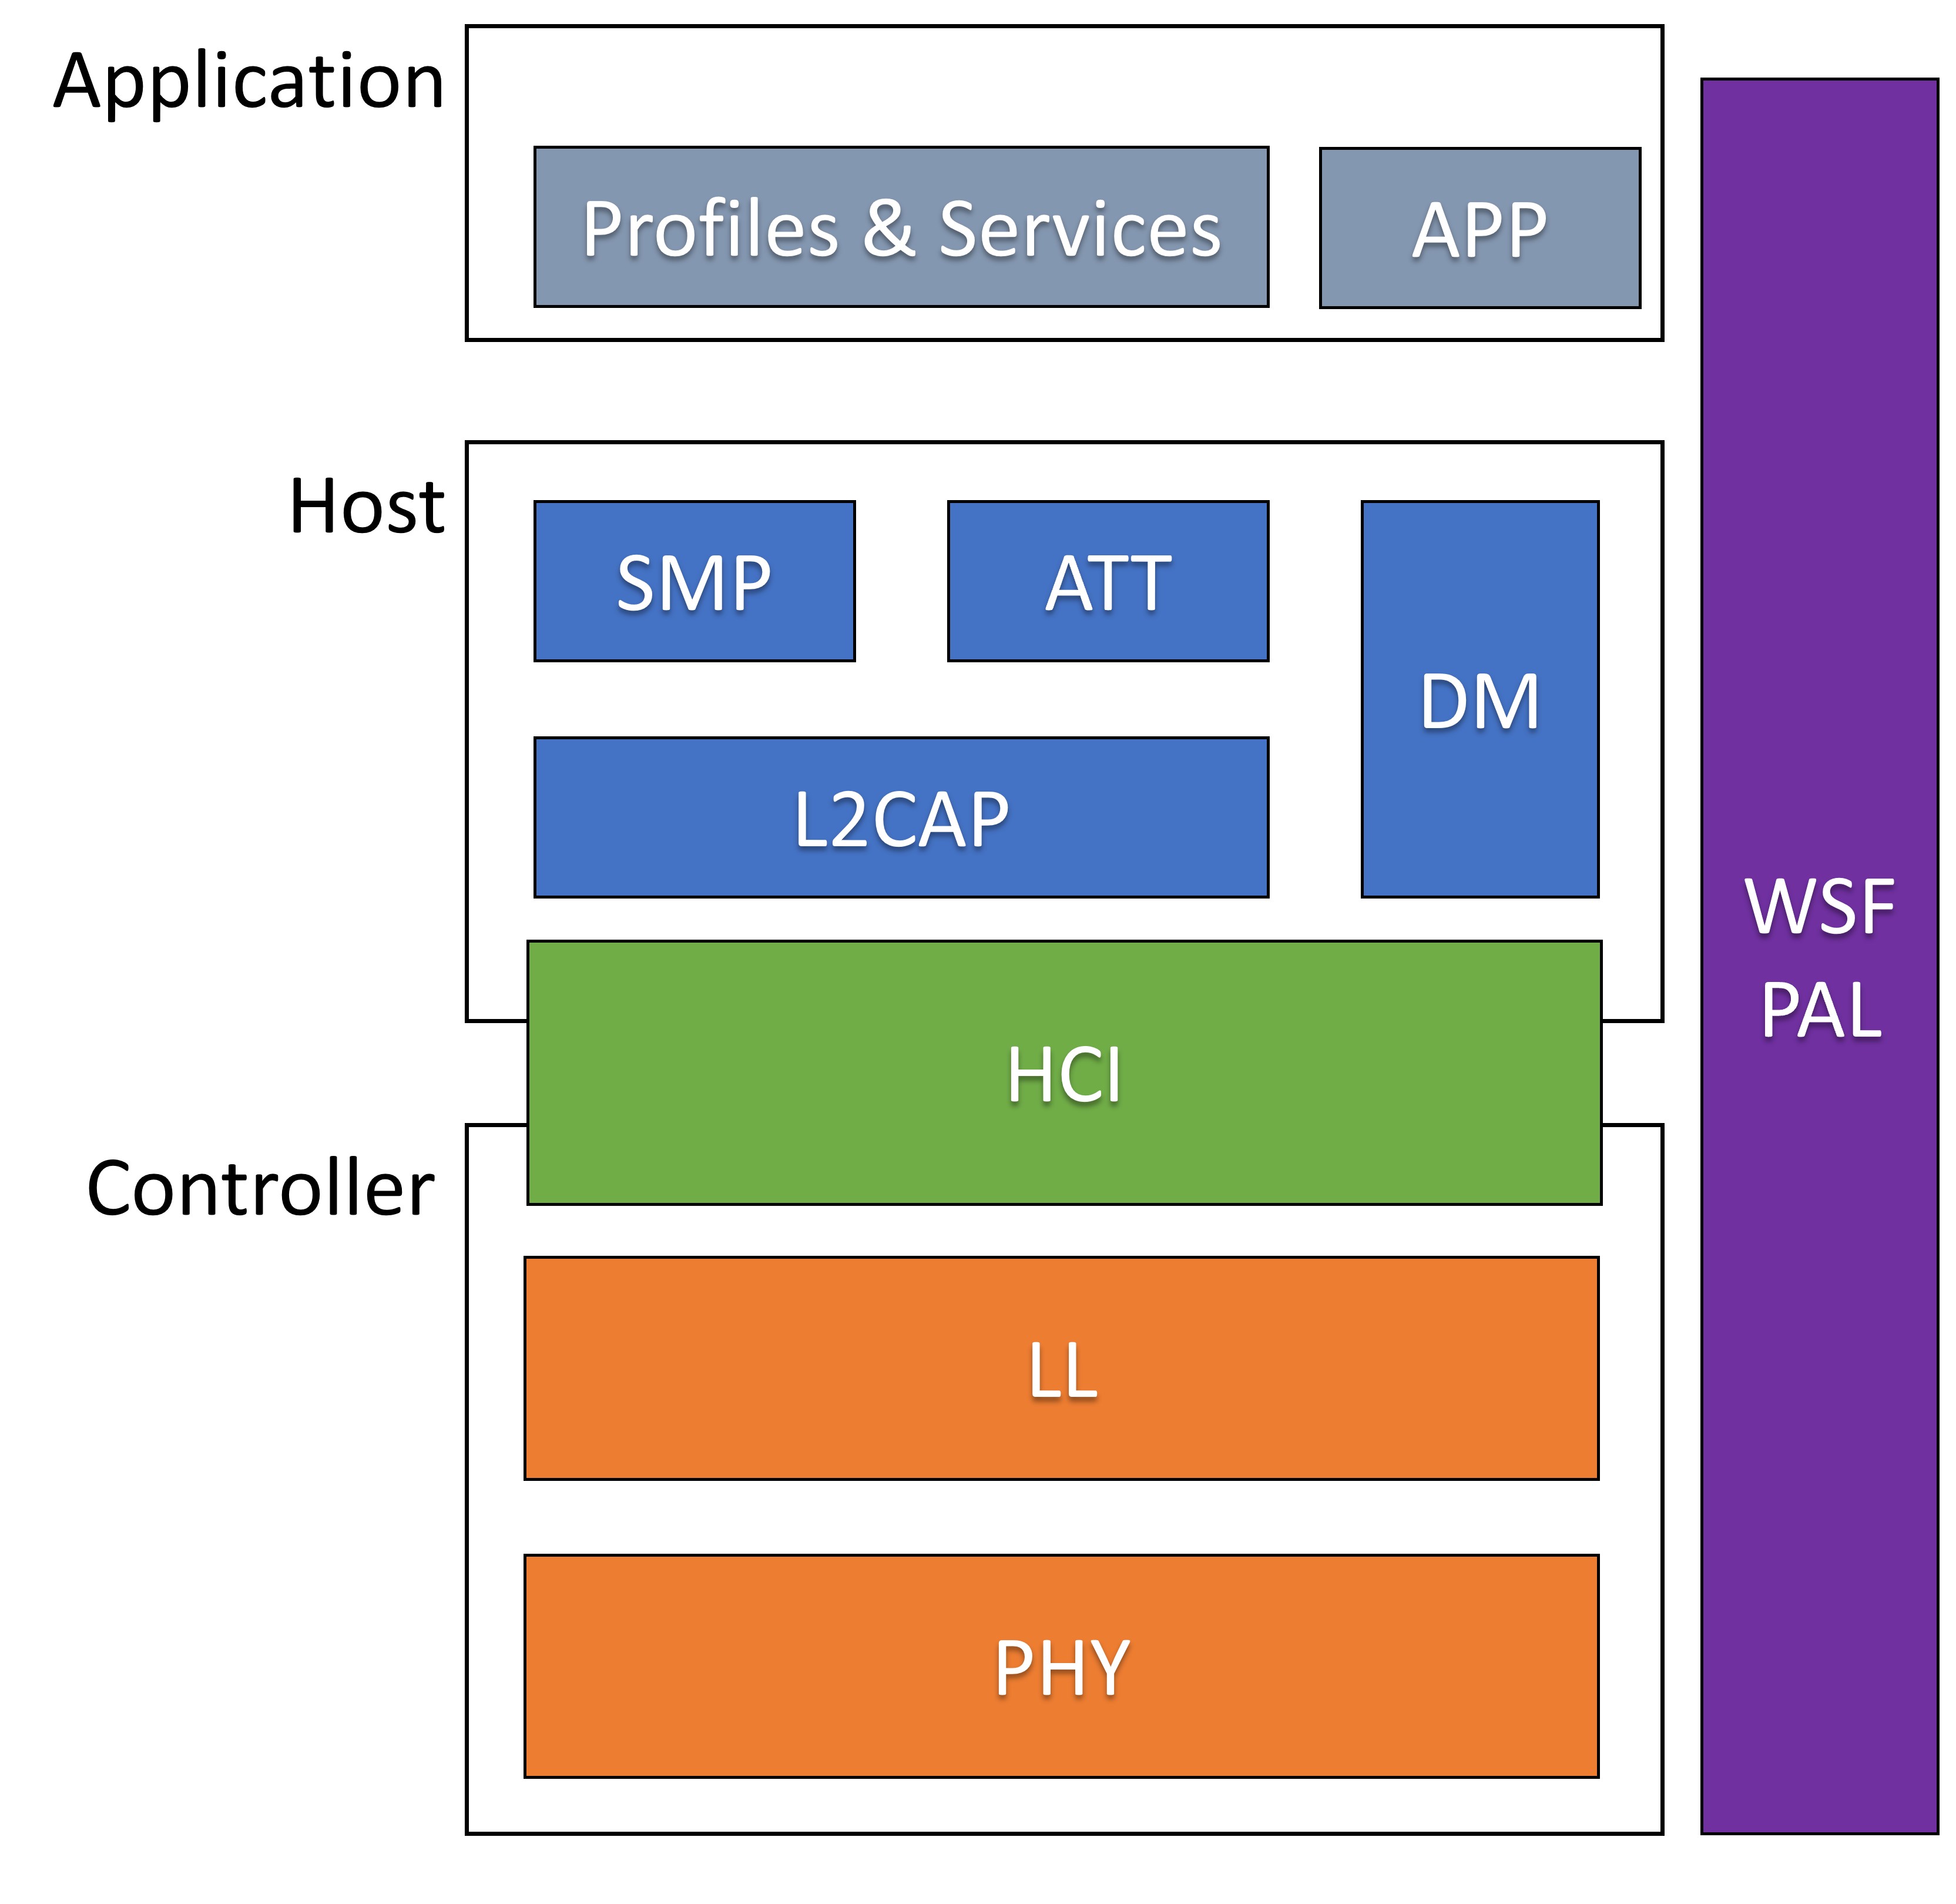 Application
Profiles & Services
APP
Host
SMP
ATT
DM
L2CAP
HCI
Controller
LL
PHY
WSF
PAL